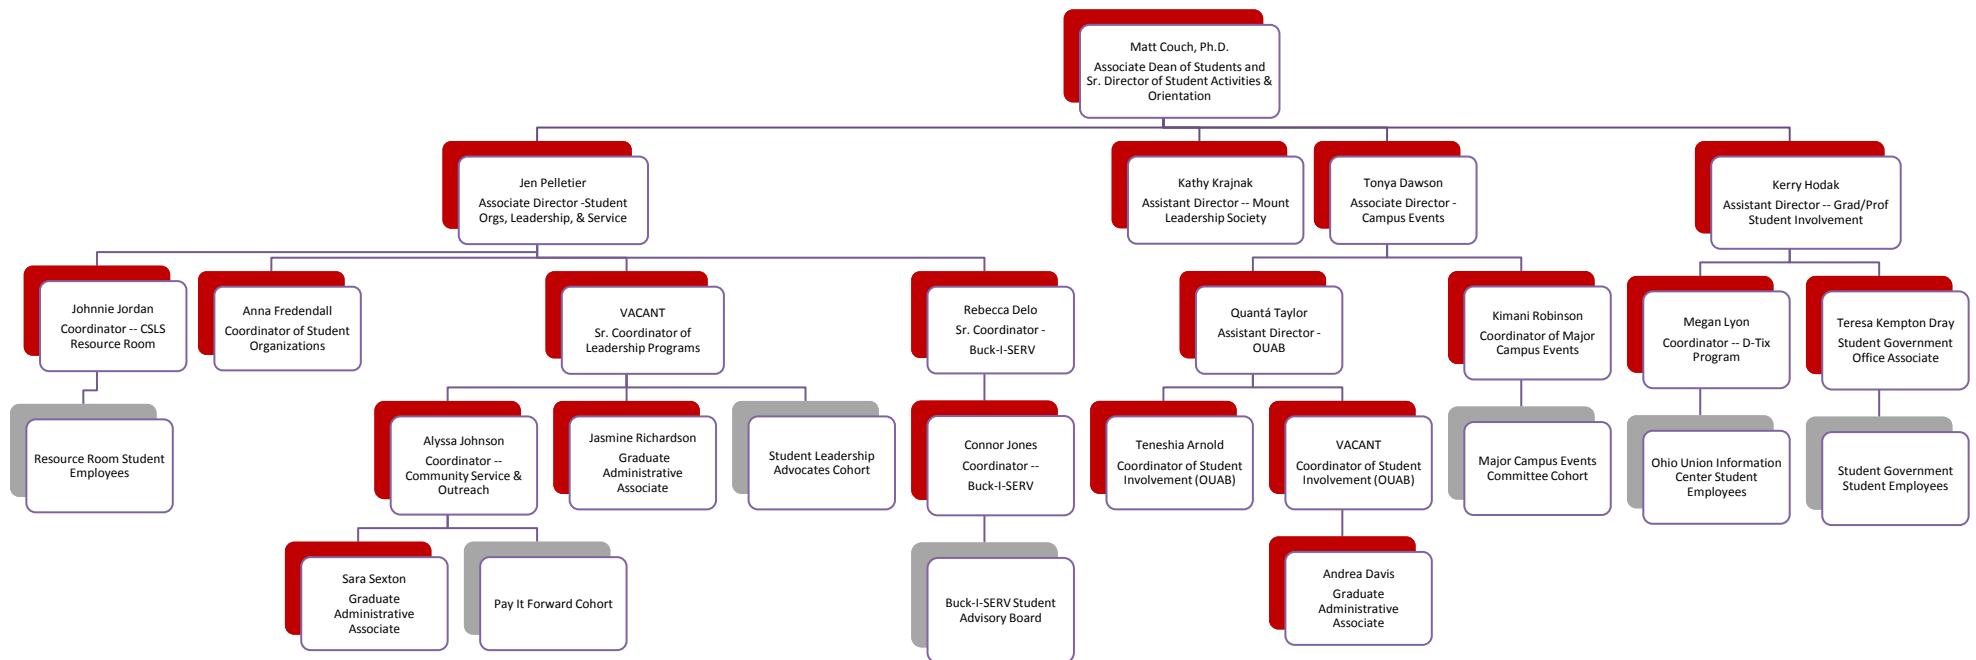 Matt Couch, Ph.D.
Associate Dean of Students and
Sr. Director of Student Activities &
Orientation
Jen Pelletier
Associate Director -Student
Orgs, Leadership, & Service
Kathy Krajnak
Assistant Director -- Mount
Leadership Society
Tonya Dawson
Associate Director -
Campus Events
Kerry Hodak
Assistant Director -- Grad/Prof
Student Involvement
Johnnie Jordan
Coordinator -- CSLS
Resource Room
Anna Fredendall
Coordinator of Student
Organizations
VACANT
Sr. Coordinator of
Leadership Programs
Rebecca Delo
Sr. Coordinator -
Buck-I-SERV
Quantá Taylor
Assistant Director -
OUAB
Kimani Robinson
Coordinator of Major
Campus Events
Megan Lyon
Coordinator -- D-Tix
Program
Teresa Kempton Dray
Student Government
Office Associate
Resource Room Student
Employees
Alyssa Johnson
Coordinator --
Community Service &
Outreach
Jasmine Richardson
Graduate
Administrative
Associate
Student Leadership
Advocates Cohort
Connor Jones
Coordinator --
Buck-I-SERV
Teneshia Arnold
Coordinator of Student
Involvement (OUAB)
VACANT
Coordinator of Student
Involvement (OUAB)
Major Campus Events
Committee Cohort
Ohio Union Information
Center Student
Employees
Student Government
Student Employees
Sara Sexton
Graduate
Administrative
Associate
Pay It Forward Cohort
Buck-I-SERV Student
Advisory Board
Andrea Davis
Graduate
Administrative
Associate